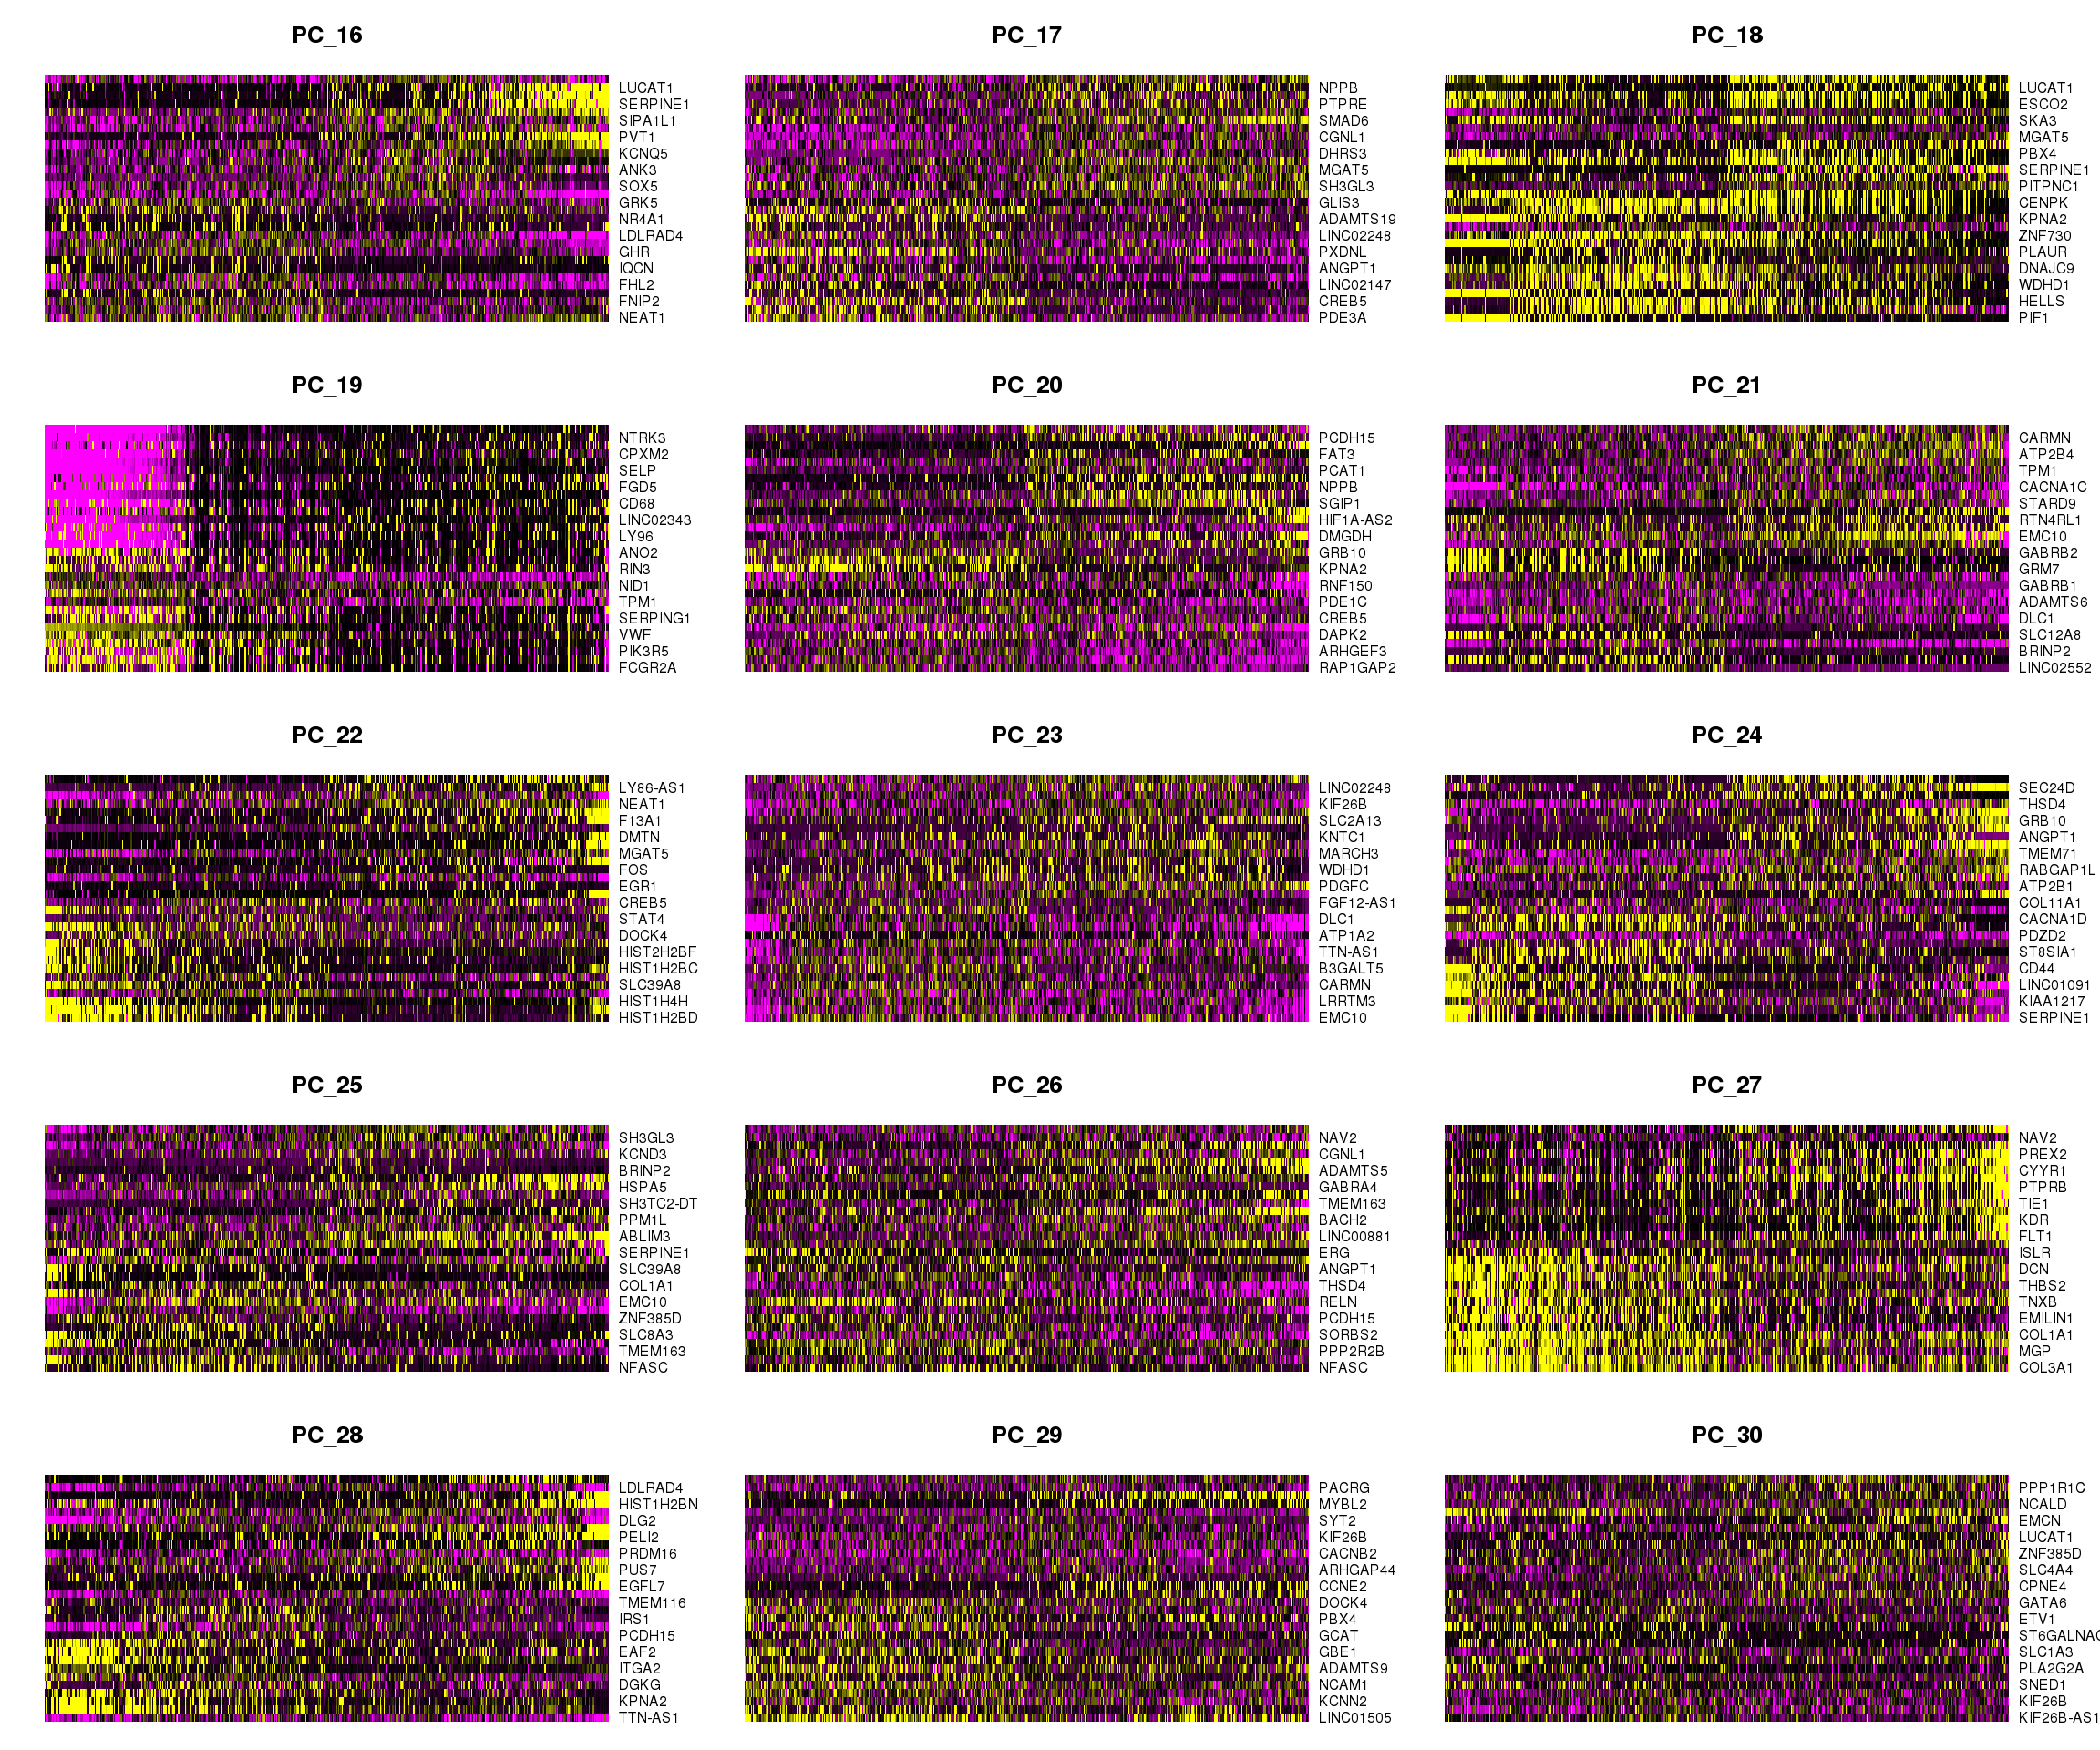 PC_16
LUCAT1
SERPINE1
SIPA1L1
PVT1
KCNQ5
ANK3
SOX5
GRK5
NR4A1
LDLRAD4
GHR
IQCN
FHL2
FNIP2
NEAT1
PC_17
NPPB
PTPRE
SMAD6
CGNL1
DHRS3
MGAT5
SH3GL3
GLIS3
ADAMTS19
LINC02248
PXDNL
ANGPT1
LINC02147
CREB5
PDE3A
PC_18
LUCAT1
ESCO2
SKA3
MGAT5
PBX4
SERPINE1
PITPNC1
CENPK
KPNA2
ZNF730
PLAUR
DNAJC9
WDHD1
HELLS
PIF1
PC_19
NTRK3
CPXM2
SELP
FGD5
CD68
LINC02343
LY96
ANO2
RIN3
NID1
TPM1
SERPING1
VWF
PIK3R5
FCGR2A
PC_20
PCDH15
FAT3
PCAT1
NPPB
SGIP1
HIF1A-AS2
DMGDH
GRB10
KPNA2
RNF150
PDE1C
CREB5
DAPK2
ARHGEF3
RAP1GAP2
PC_21
CARMN
ATP2B4
TPM1
CACNA1C
STARD9
RTN4RL1
EMC10
GABRB2
GRM7
GABRB1
ADAMTS6
DLC1
SLC12A8
BRINP2
LINC02552
PC_22
LY86-AS1
NEAT1
F13A1
DMTN
MGAT5
FOS
EGR1
CREB5
STAT4
DOCK4
HIST2H2BF
HIST1H2BC
SLC39A8
HIST1H4H
HIST1H2BD
PC_23
LINC02248
KIF26B
SLC2A13
KNTC1
MARCH3
WDHD1
PDGFC
FGF12-AS1
DLC1
ATP1A2
TTN-AS1
B3GALT5
CARMN
LRRTM3
EMC10
PC_24
SEC24D
THSD4
GRB10
ANGPT1
TMEM71
RABGAP1L
ATP2B1
COL11A1
CACNA1D
PDZD2
ST8SIA1
CD44
LINC01091
KIAA1217
SERPINE1
PC_25
SH3GL3
KCND3
BRINP2
HSPA5
SH3TC2-DT
PPM1L
ABLIM3
SERPINE1
SLC39A8
COL1A1
EMC10
ZNF385D
SLC8A3
TMEM163
NFASC
PC_26
NAV2
CGNL1
ADAMTS5
GABRA4
TMEM163
BACH2
LINC00881
ERG
ANGPT1
THSD4
RELN
PCDH15
SORBS2
PPP2R2B
NFASC
PC_27
NAV2
PREX2
CYYR1
PTPRB
TIE1
KDR
FLT1
ISLR
DCN
THBS2
TNXB
EMILIN1
COL1A1
MGP
COL3A1
PC_28
LDLRAD4
HIST1H2BN
DLG2
PELI2
PRDM16
PUS7
EGFL7
TMEM116
IRS1
PCDH15
EAF2
ITGA2
DGKG
KPNA2
TTN-AS1
PC_29
PACRG
MYBL2
SYT2
KIF26B
CACNB2
ARHGAP44
CCNE2
DOCK4
PBX4
GCAT
GBE1
ADAMTS9
NCAM1
KCNN2
LINC01505
PC_30
PPP1R1C
NCALD
EMCN
LUCAT1
ZNF385D
SLC4A4
CPNE4
GATA6
ETV1
ST6GALNAC
SLC1A3
PLA2G2A
SNED1
KIF26B
KIF26B-AS1